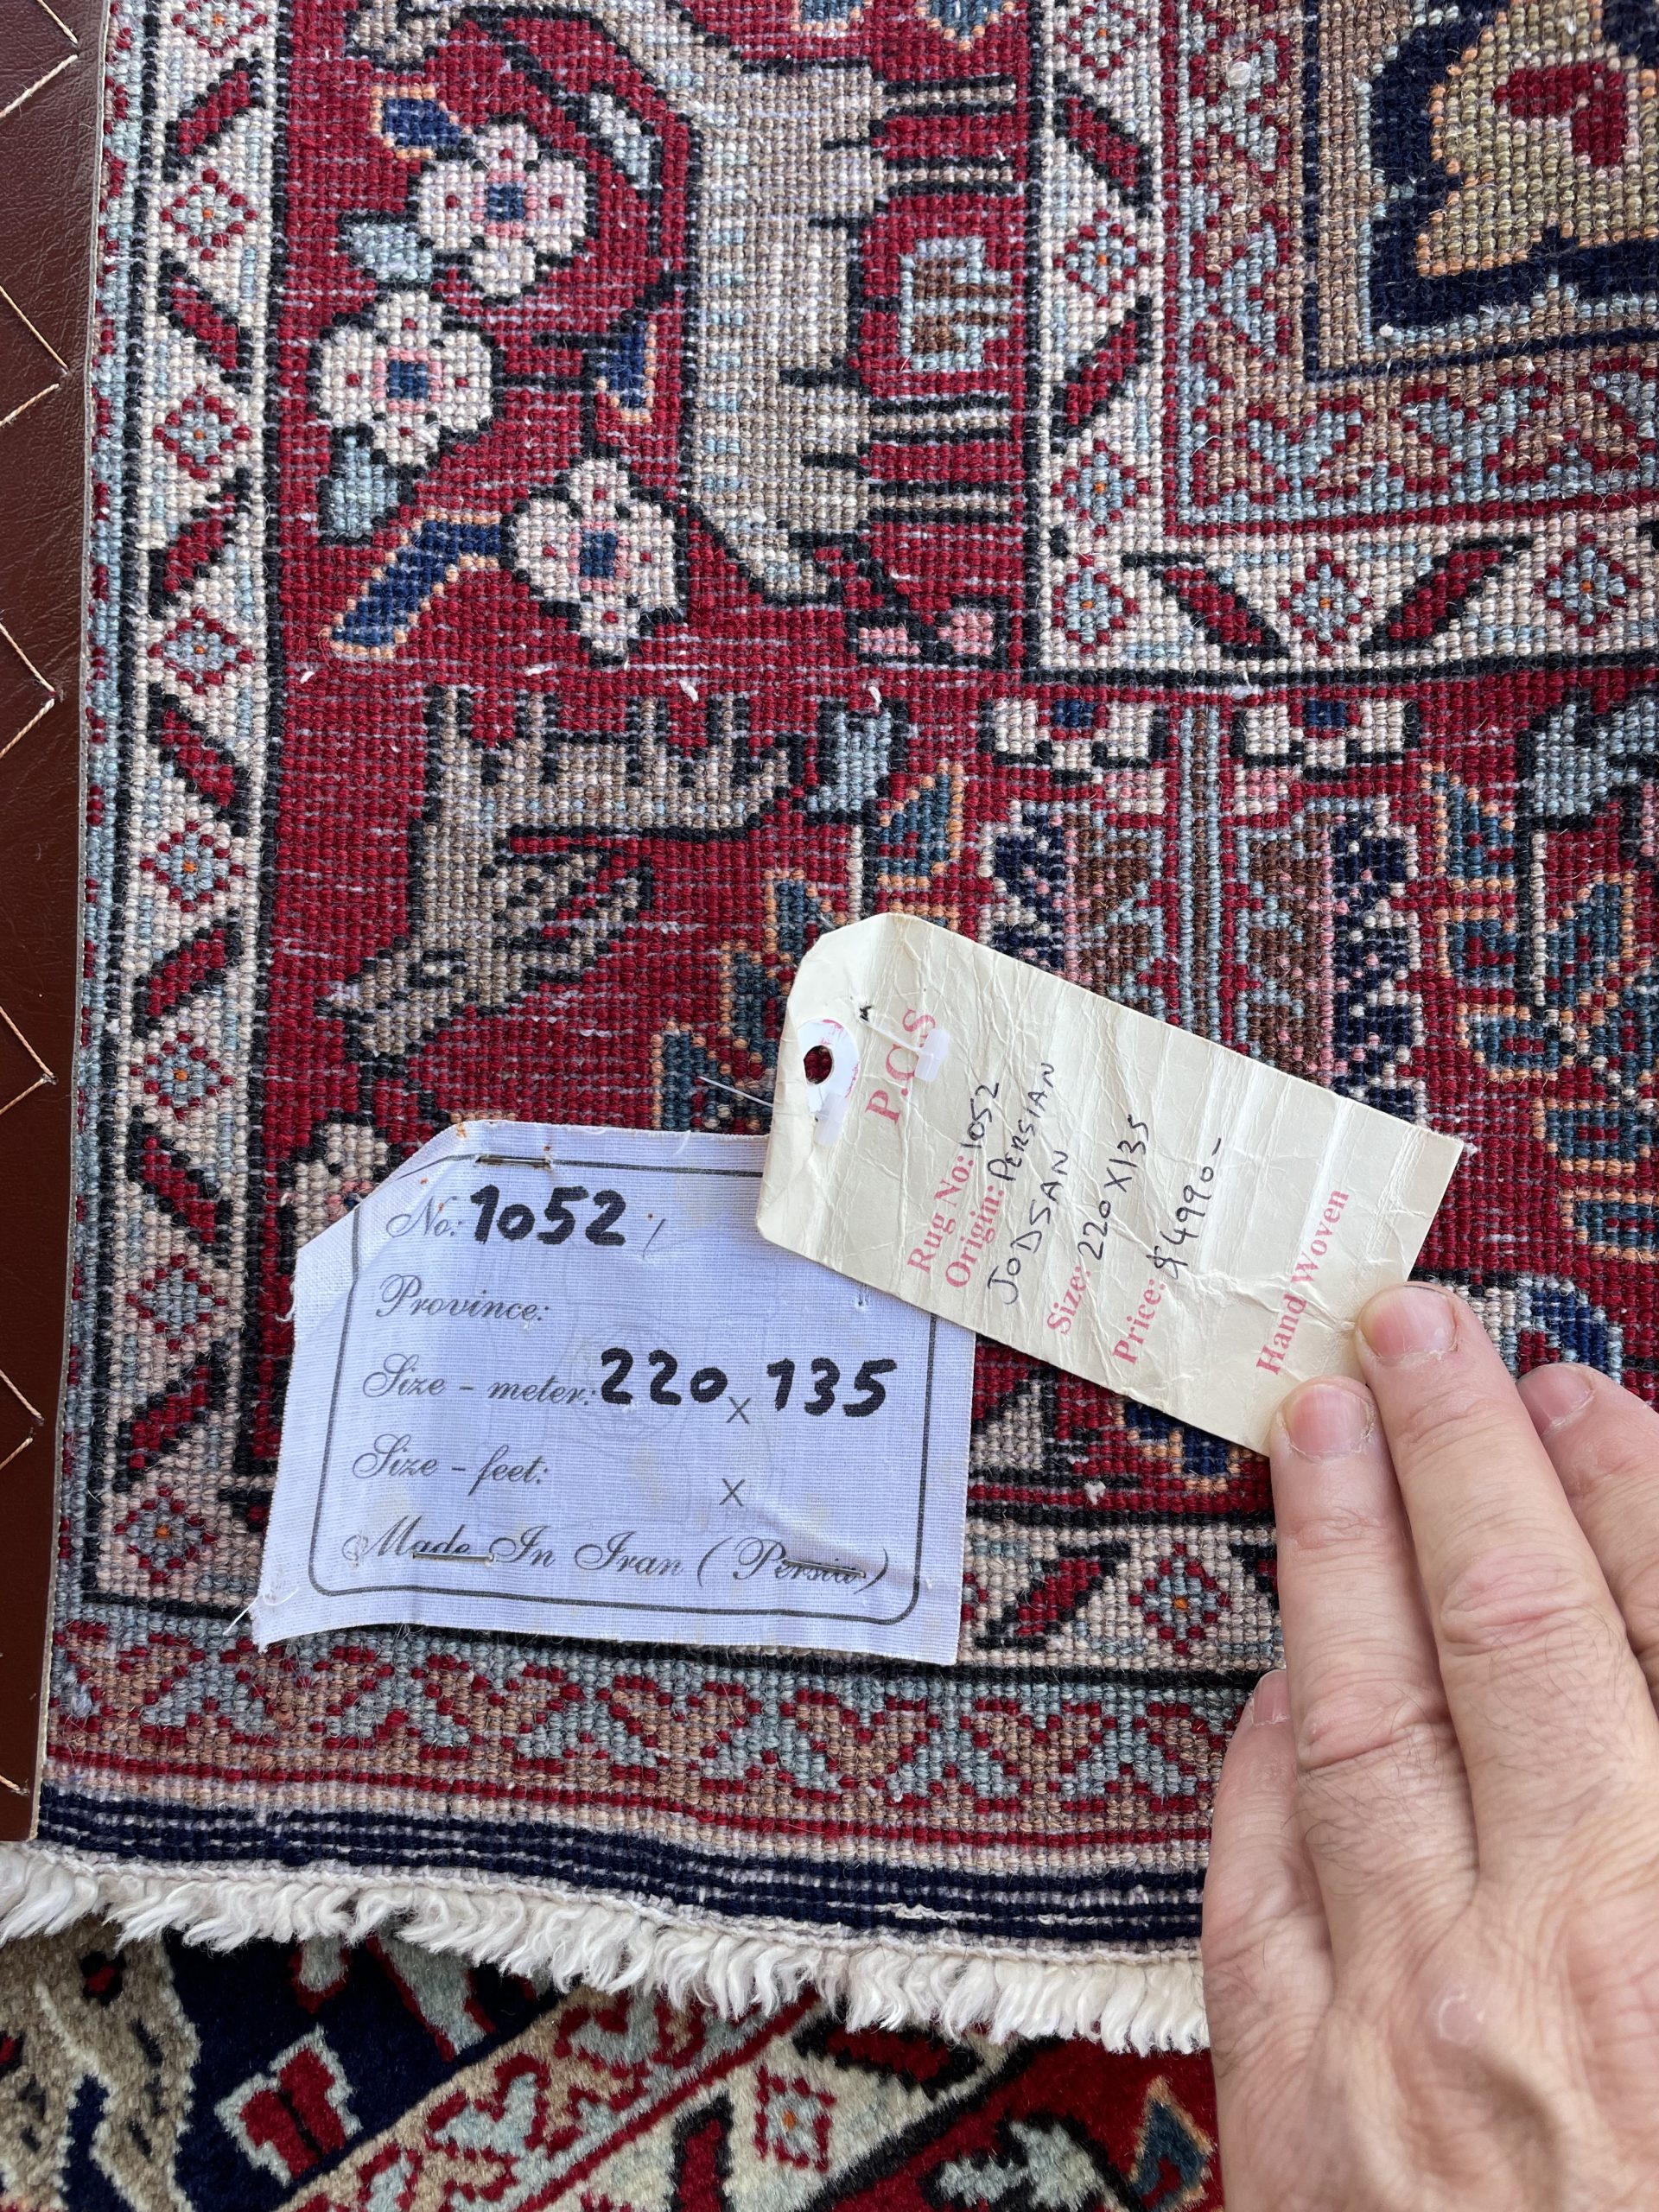 P.O.S
Rug No: 1052
Origin: PERSIAN
JODSAN
Size: 220 X 135
Price: $4990-
Hand Woven
No: 1052 /
Province:
Size - meter: 220 x 135
Size - feet: x
Made In Iran ( Persia )